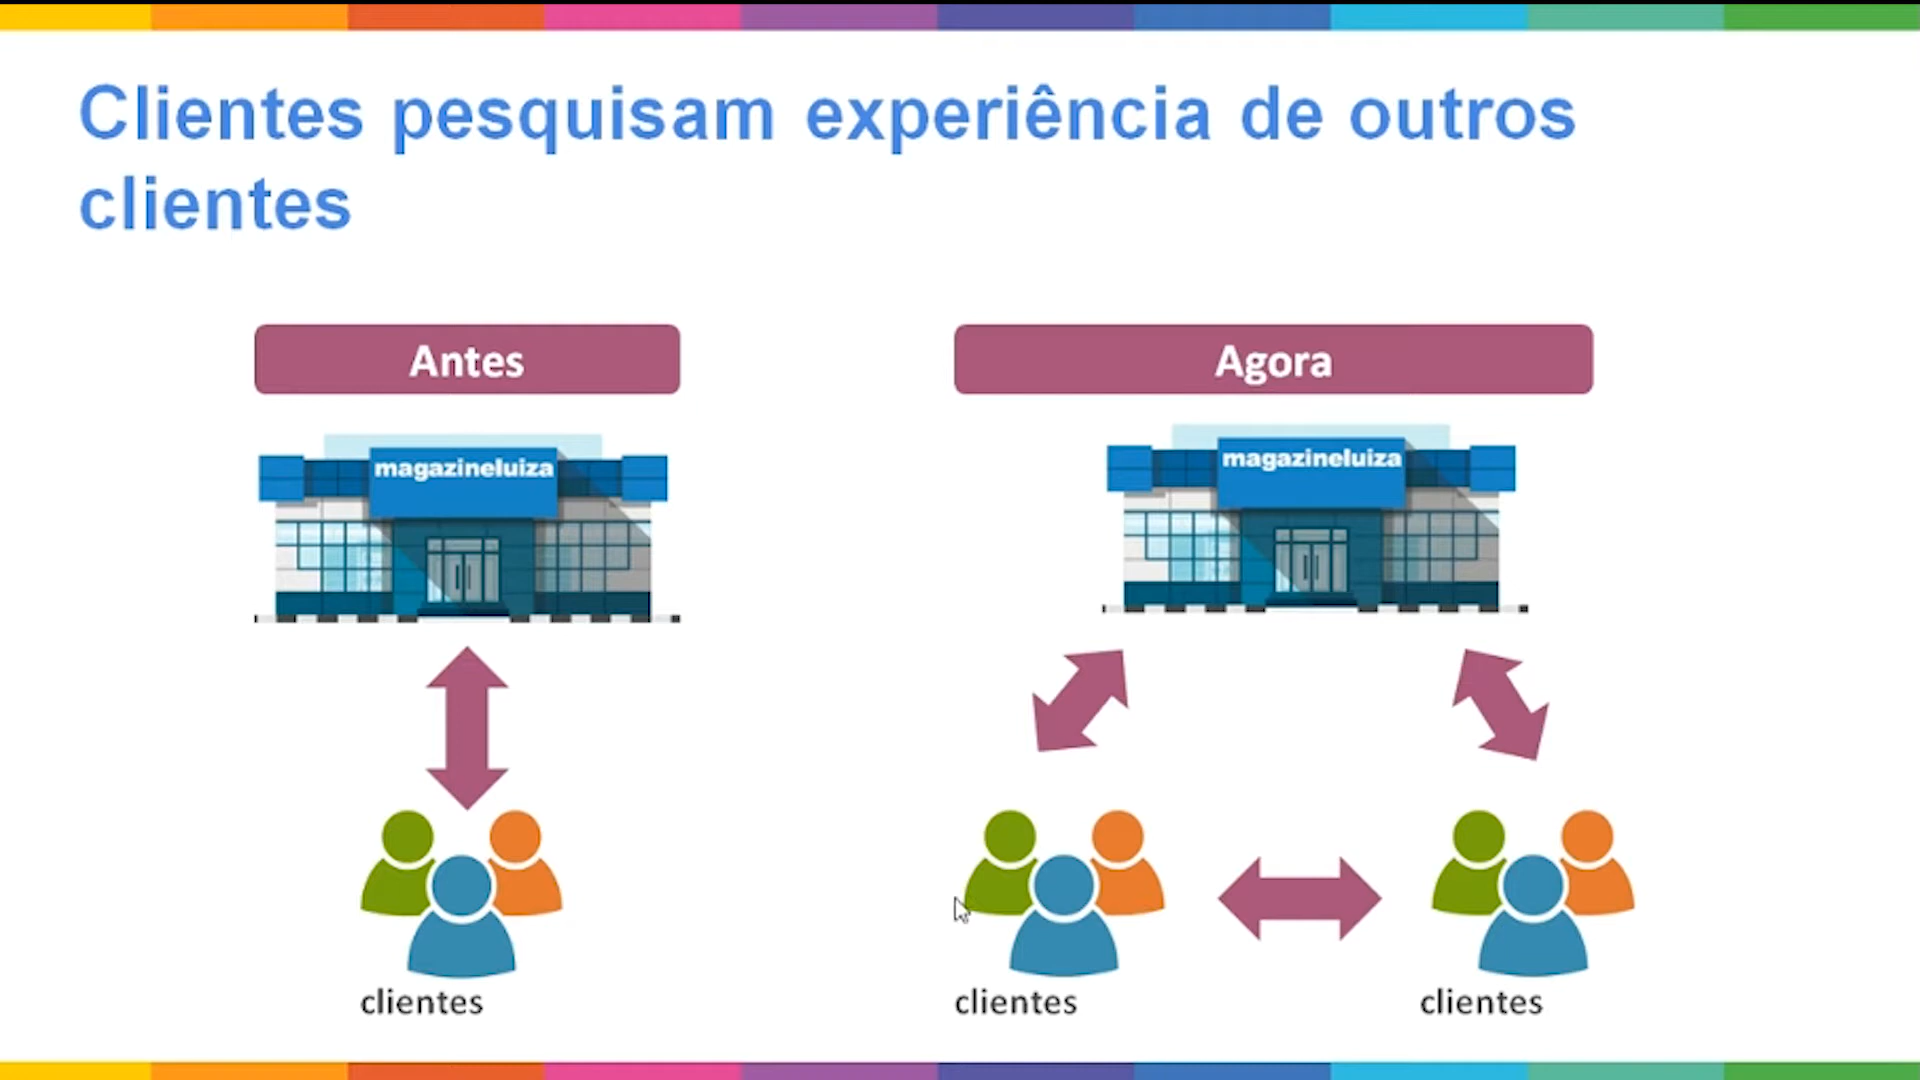 Clientes pesquisam experiência de outros
clientes
Antes
Agora
magazineluiza
magazineluiza
clientes
clientes
clientes